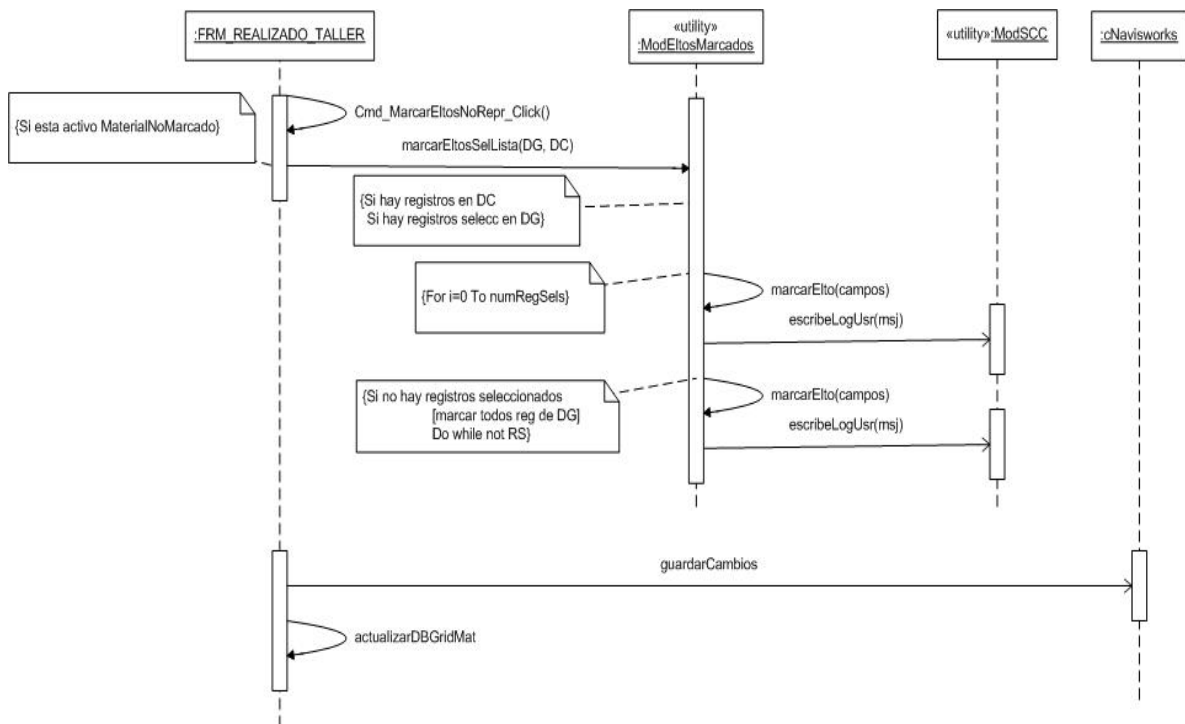 :FRM_REALIZADO_TALLER
«utility»
:ModEltosMarcados
«utility»:ModSCC
:cNavisworks
{Si esta activo MaterialNoMarcado}
Cmd_MarcarEltosNoRepr_Click()
marcarEltosSelLista(DG, DC)
{Si hay registros en DC
Si hay registros selecc en DG}
{For i=0 To numRegSels}
marcarElto(campos)
escribeLogUsr(msj)
{Si no hay registros seleccionados
[marcar todos reg de DG]
Do while not RS}
marcarElto(campos)
escribeLogUsr(msj)
guardarCambios
actualizarDBGridMat